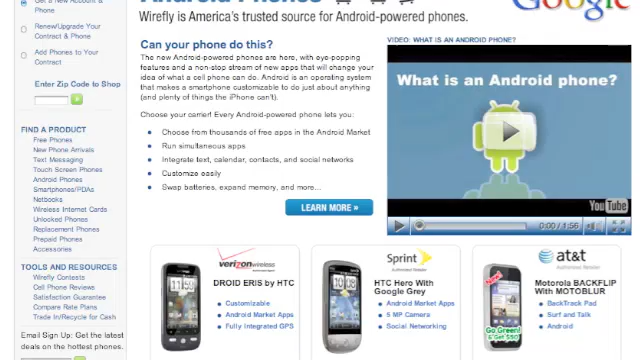 Get a New Account &
Phone
Renew/Upgrade Your
Contract & Phone
Add Phones to Your
Contract
Enter Zip Code to Shop
FIND A PRODUCT
Free Phones
New Phone Arrivals
Text Messaging
Touch Screen Phones
Android Phones
Smartphones/PDAs
Netbooks
Wireless Internet Cards
Unlocked Phones
Replacement Phones
Prepaid Phones
Accessories
TOOLS AND RESOURCES
Wirefly Contests
Cell Phone Reviews
Satisfaction Guarantee
Compare Rate Plans
Trade In/Recycle for Cash
Email Sign Up: Get the latest
deals on the hottest phones.
Android Phones
Google
Wirefly is America's trusted source for Android-powered phones.
Can your phone do this?
The new Android-powered phones are here, with eye-popping
features and a non-stop stream of new apps that will change your
idea of what a cell phone can do. Android is an operating system
that makes a smartphone customizable to do just about anything
(and plenty of things the iPhone can't).
Choose your carrier! Every Android-powered phone lets you:
Choose from thousands of free apps in the Android Market
Run simultaneous apps
Integrate text, calendar, contacts, and social networks
Customize easily
Swap batteries, expand memory, and more...
LEARN MORE »
VIDEO: WHAT IS AN ANDROID PHONE?
What is an Android phone?
YouTube
0:00 / 1:56
verizon wireless
DROID ERIS by HTC
Customizable
Android Market Apps
Fully Integrated GPS
Sprint
HTC Hero With
Google Grey
Android Market Apps
5 MP Camera
Social Networking
at&t
Motorola BACKFLIP
With MOTOBLUR
BackTrack Pad
Surf and Talk
Android
Go Green!
& Get $50